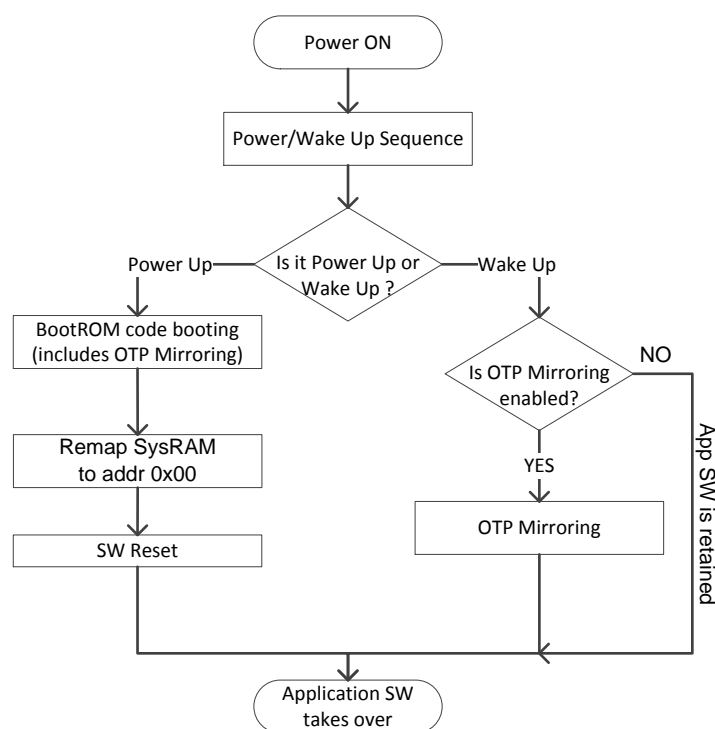 Power ON
Power/Wake Up Sequence
Is it Power Up or
Wake Up ?
Power Up
Wake Up
BootROM code booting
(includes OTP Mirroring)
Is OTP Mirroring
enabled?
NO
Remap SysRAM
to addr 0x00
YES
App SW is retained
OTP Mirroring
SW Reset
Application SW
takes over